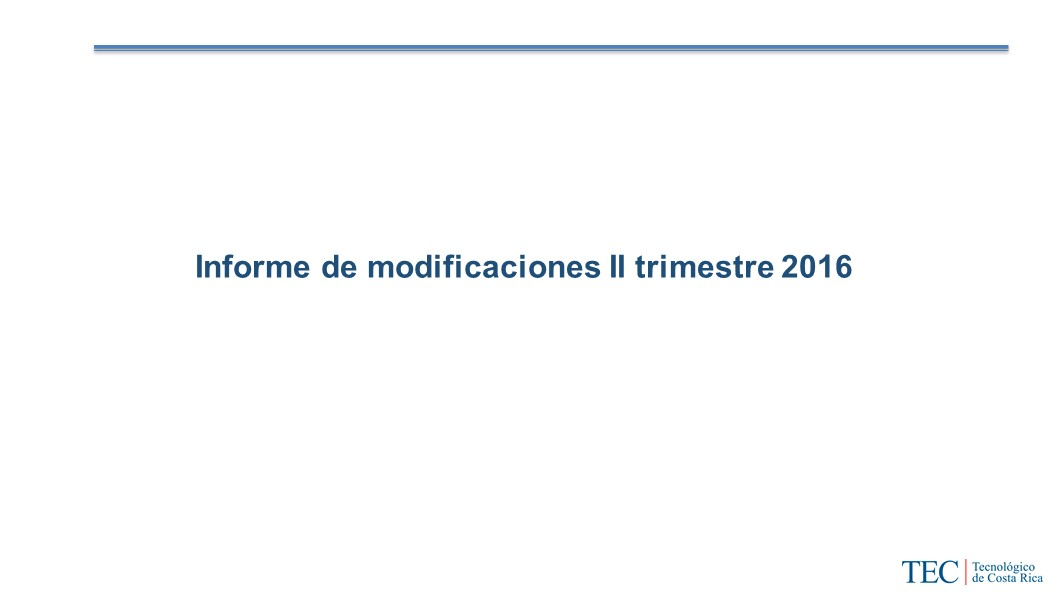 Informe de modificaciones II trimestre 2016
TEC
Tecnológico
de Costa Rica